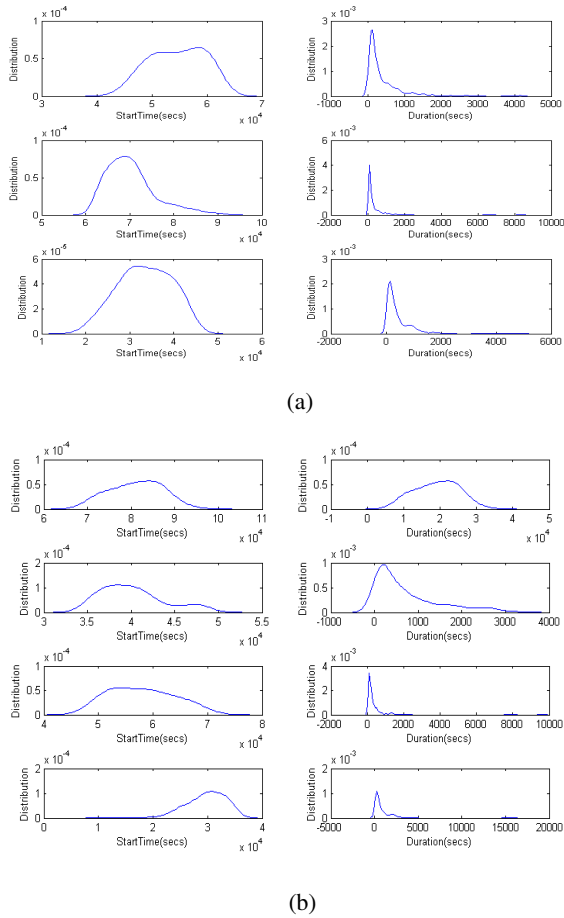 x 10^-4
1
0.5
0
Distribution
3 4 5 6 7
StartTime(secs)
x 10^4
x 10^-3
3
2
1
0
Distribution
-1000 0 1000 2000 3000 4000 5000
Duration(secs)
x 10^-4
1
0.5
0
Distribution
5 6 7 8 9 10
StartTime(secs)
x 10^4
x 10^-3
6
4
2
0
Distribution
-2000 0 2000 4000 6000 8000 10000
Duration(secs)
x 10^-5
6
4
2
0
Distribution
1 2 3 4 5 6
StartTime(secs)
x 10^4
x 10^-3
3
2
1
0
Distribution
-2000 0 2000 4000 6000
Duration(secs)
(a)
x 10^-4
1
0.5
0
Distribution
6 7 8 9 10 11
StartTime(secs)
x 10^4
x 10^-4
1
0.5
0
Distribution
-1 0 1 2 3 4 5
Duration(secs)
x 10^4
x 10^-4
2
1
0
Distribution
3 3.5 4 4.5 5 5.5
StartTime(secs)
x 10^4
x 10^-3
1
0.5
0
Distribution
-1000 0 1000 2000 3000 4000
Duration(secs)
x 10^-4
1
0.5
0
Distribution
4 5 6 7 8
StartTime(secs)
x 10^4
x 10^-3
4
2
0
Distribution
-2000 0 2000 4000 6000 8000 10000
Duration(secs)
x 10^-4
2
1
0
Distribution
0 1 2 3 4
StartTime(secs)
x 10^4
x 10^-3
2
1
0
Distribution
-5000 0 5000 10000 15000 20000
Duration(secs)
(b)